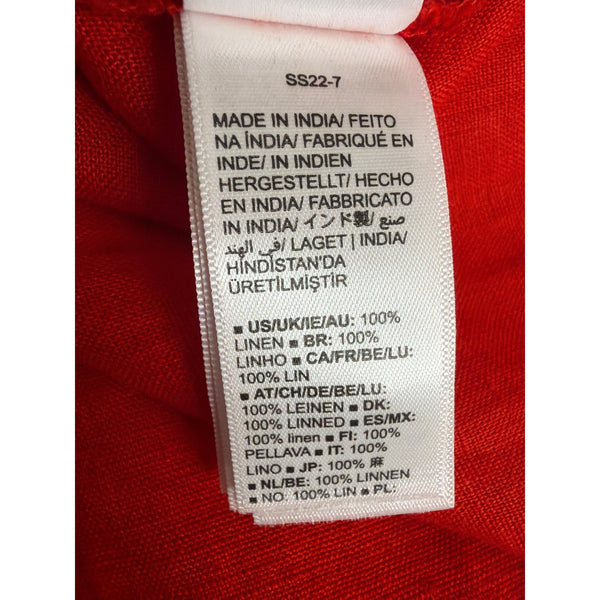 SS22-7
MADE IN INDIA/ FEITO
NA ÍNDIA/ FABRIQUÉ EN
INDE/ IN INDIEN
HERGESTELLT/ HECHO
EN INDIA/ FABBRICATO
IN INDIA/ インド製/ صنع
في الهند/ LAGET I INDIA/
HİNDİSTAN'DA
ÜRETİLMİŞTİR
■ US/UK/IE/AU: 100%
LINEN ■ BR: 100%
LINHO ■ CA/FR/BE/LU:
100% LIN
■ AT/CH/DE/BE/LU:
100% LEINEN ■ DK:
100% LINNED ■ ES/MX:
100% linen ■ FI: 100%
PELLAVA ■ IT: 100%
LINO ■ JP: 100% 麻
■ NL/BE: 100% LINNEN
■ NO: 100% LIN ■ PL: